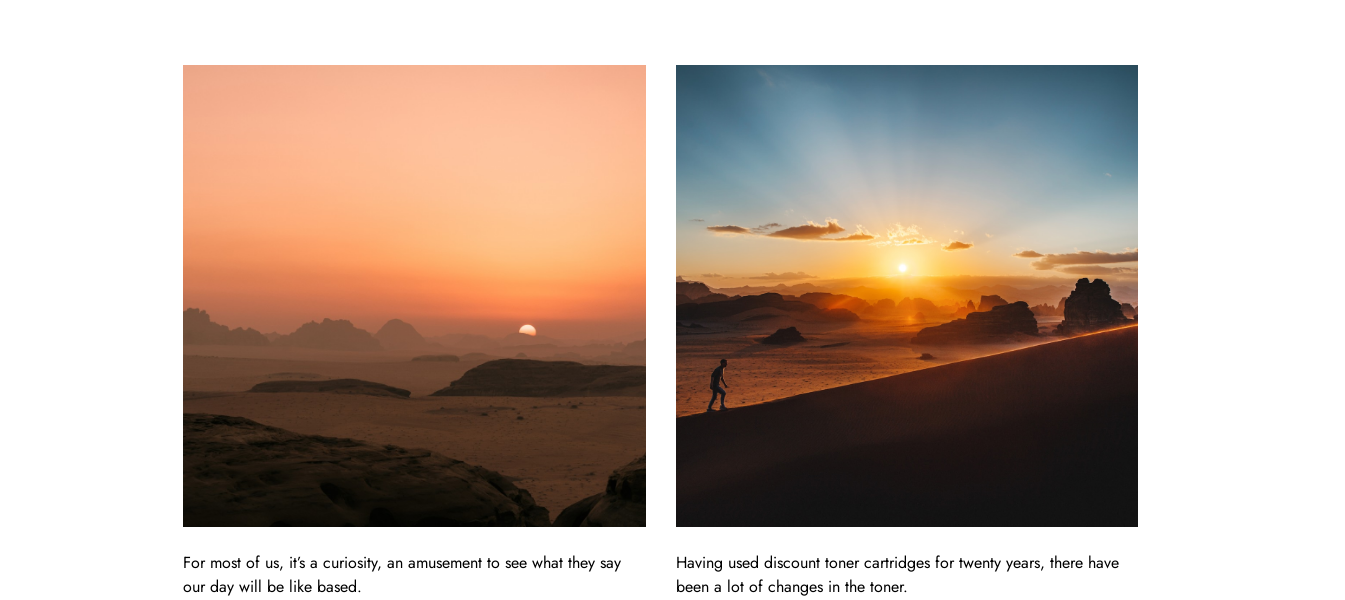 For most of us, it’s a curiosity, an amusement to see what they say
our day will be like based.
Having used discount toner cartridges for twenty years, there have
been a lot of changes in the toner.